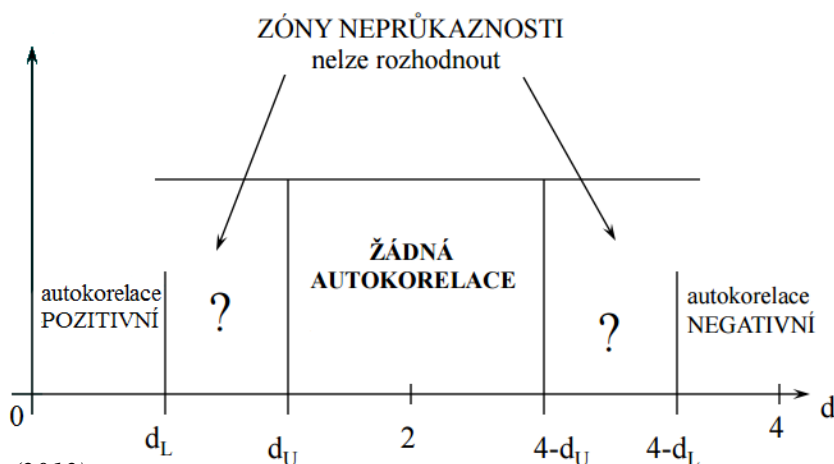 ZÓNY NEPRŮKAZNOSTI
nelze rozhodnout
ŽÁDNÁ
AUTOKORELACE
autokorelace
POZITIVNÍ
?
?
autokorelace
NEGATIVNÍ
0
d_L
d_U
2
4-d_U
4-d_L
4
d